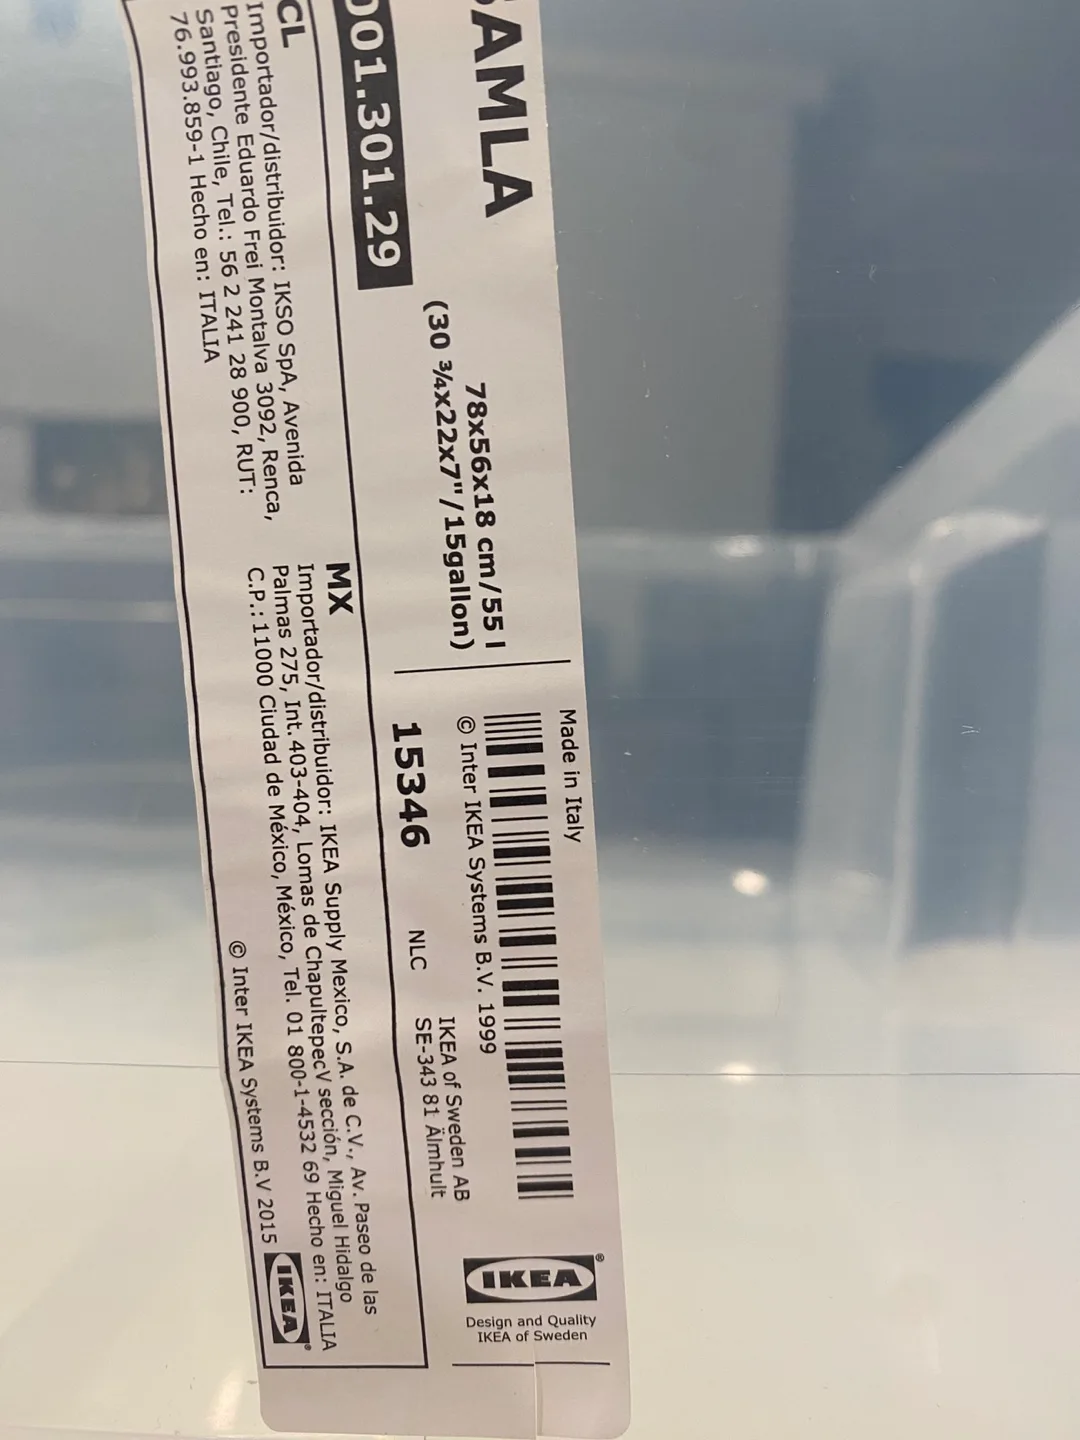 SAMLA
78x56x18 cm/55 l
(30 ¾x22x7"/15gallon)
001.301.29
Made in Italy
© Inter IKEA Systems B.V. 1999
15346
NLC
IKEA of Sweden AB
SE-343 81 Älmhult
IKEA®
Design and Quality
IKEA of Sweden
CL
Importador/distribuidor: IKSO SpA, Avenida
Presidente Eduardo Frei Montalva 3092, Renca,
Santiago, Chile, Tel.: 56 2 241 28 900, RUT:
76.993.859-1 Hecho en: ITALIA
MX
Importador/distribuidor: IKEA Supply Mexico, S.A. de C.V., Av. Paseo de las
Palmas 275, Int. 403-404, Lomas de ChapultepecV sección, Miguel Hidalgo
C.P.: 11000 Ciudad de México, México, Tel. 01 800-1-4532 69 Hecho en: ITALIA
© Inter IKEA Systems B.V 2015
IKEA®